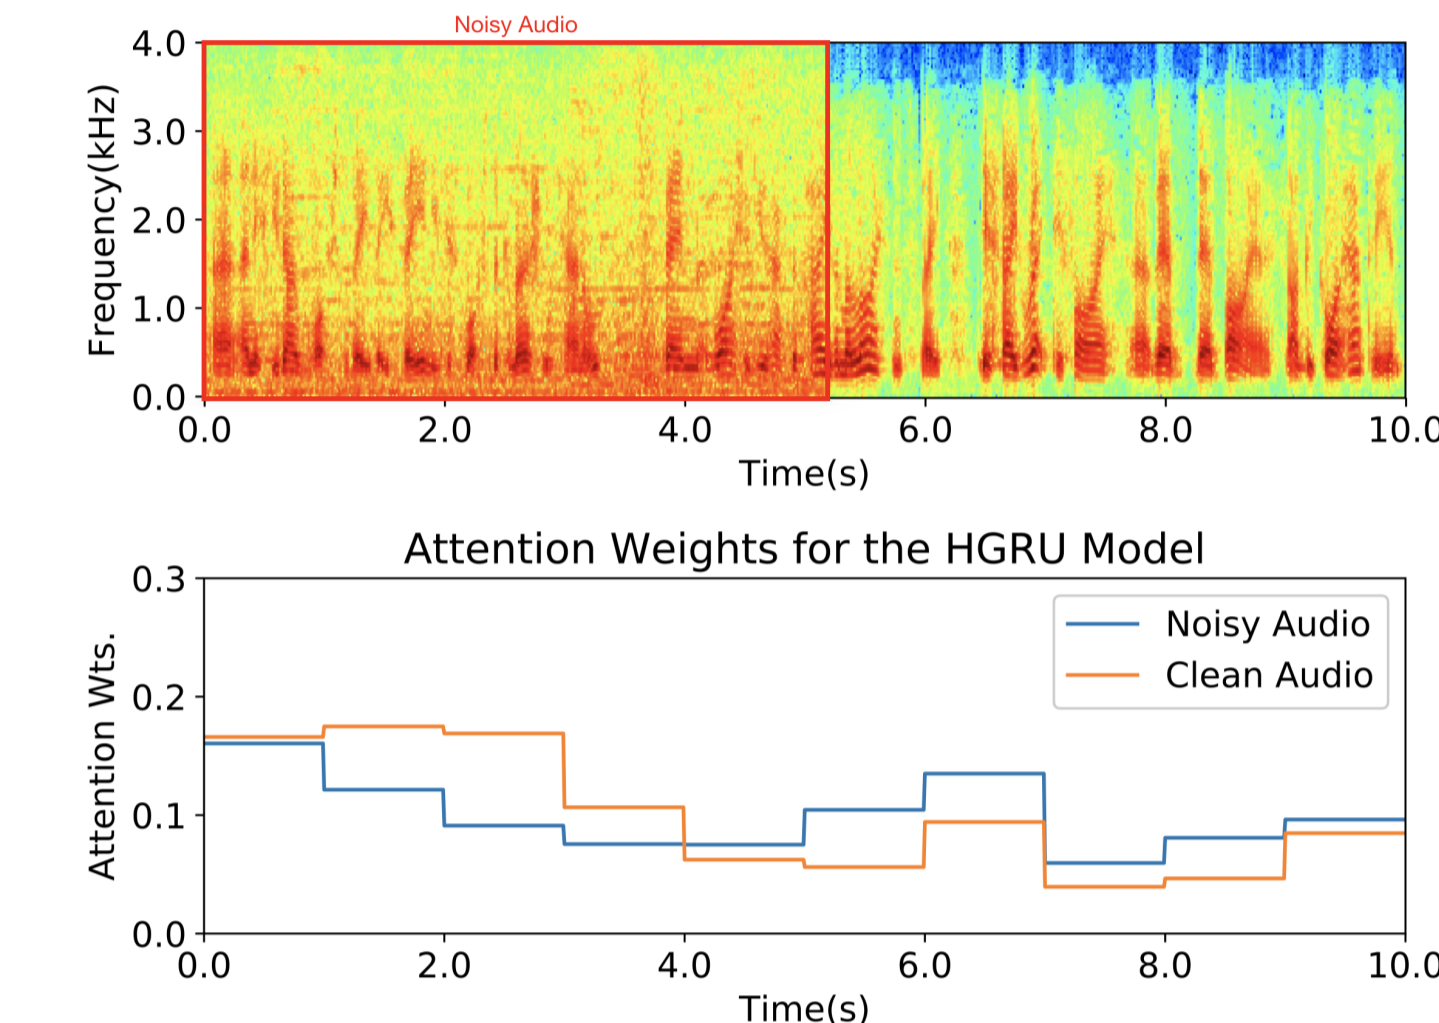 Noisy Audio
4.0
3.0
2.0
1.0
0.0
Frequency(kHz)
0.0 2.0 4.0 6.0 8.0 10.0
Time(s)
Attention Weights for the HGRU Model
0.3
0.2
0.1
0.0
Attention Wts.
Noisy Audio
Clean Audio
0.0 2.0 4.0 6.0 8.0 10.0
Time(s)